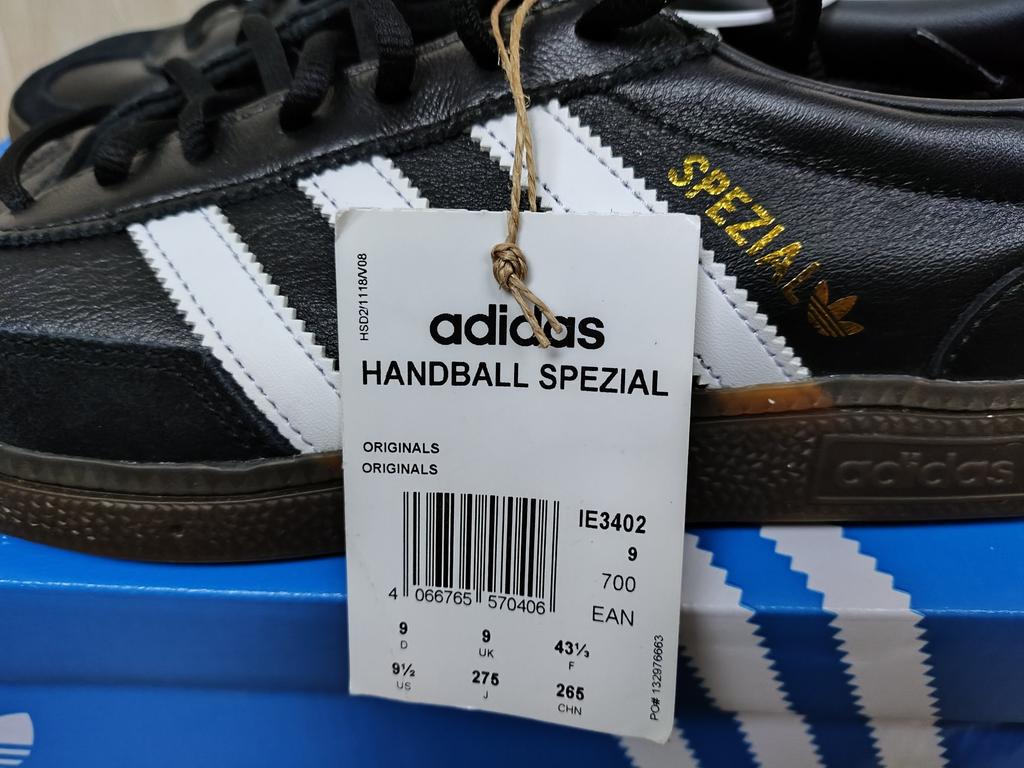 SPEZIAL
HSD2/1118/V08
adidas
HANDBALL SPEZIAL
ORIGINALS
ORIGINALS
IE3402
9
700
EAN
4 066765 570406
9 9 43⅓
D UK F
9½ 275 265
US J CHN
PO# 132976663
adidas